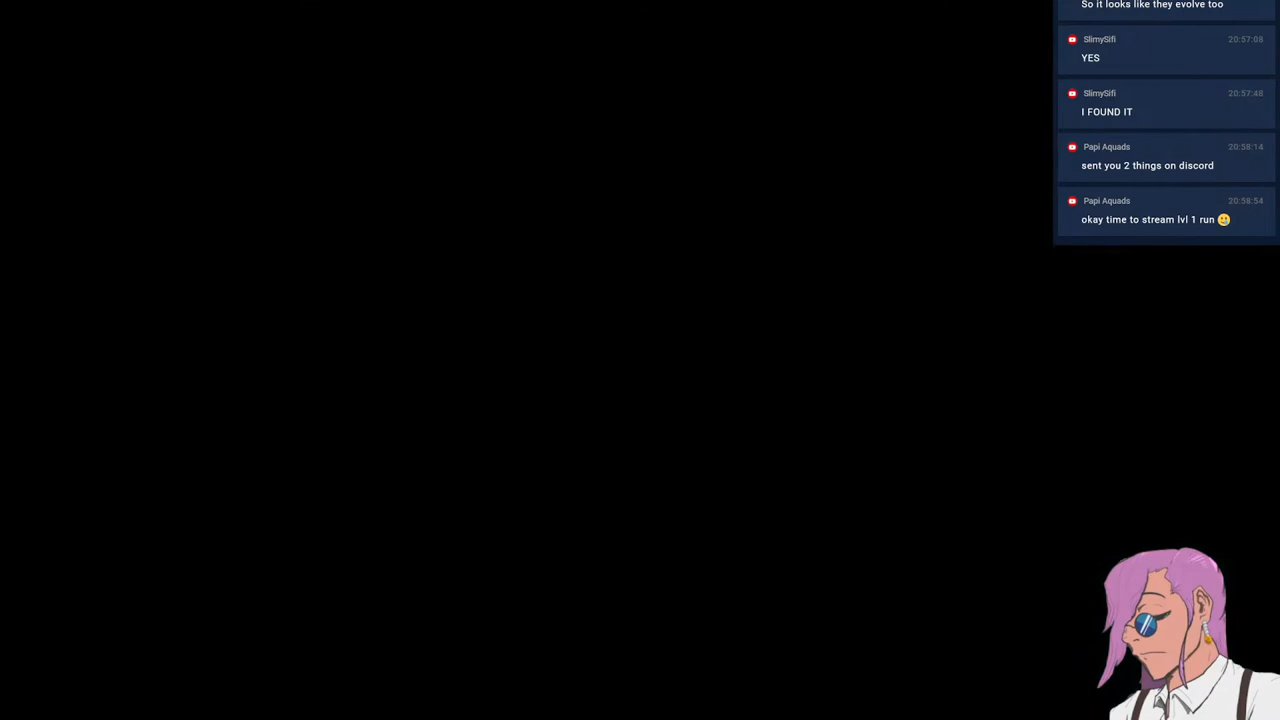 So it looks like they evolve too
SlimySifi 20:57:08
YES
SlimySifi 20:57:48
I FOUND IT
Papi Aquads 20:58:14
sent you 2 things on discord
Papi Aquads 20:58:54
okay time to stream lvl 1 run 🥲